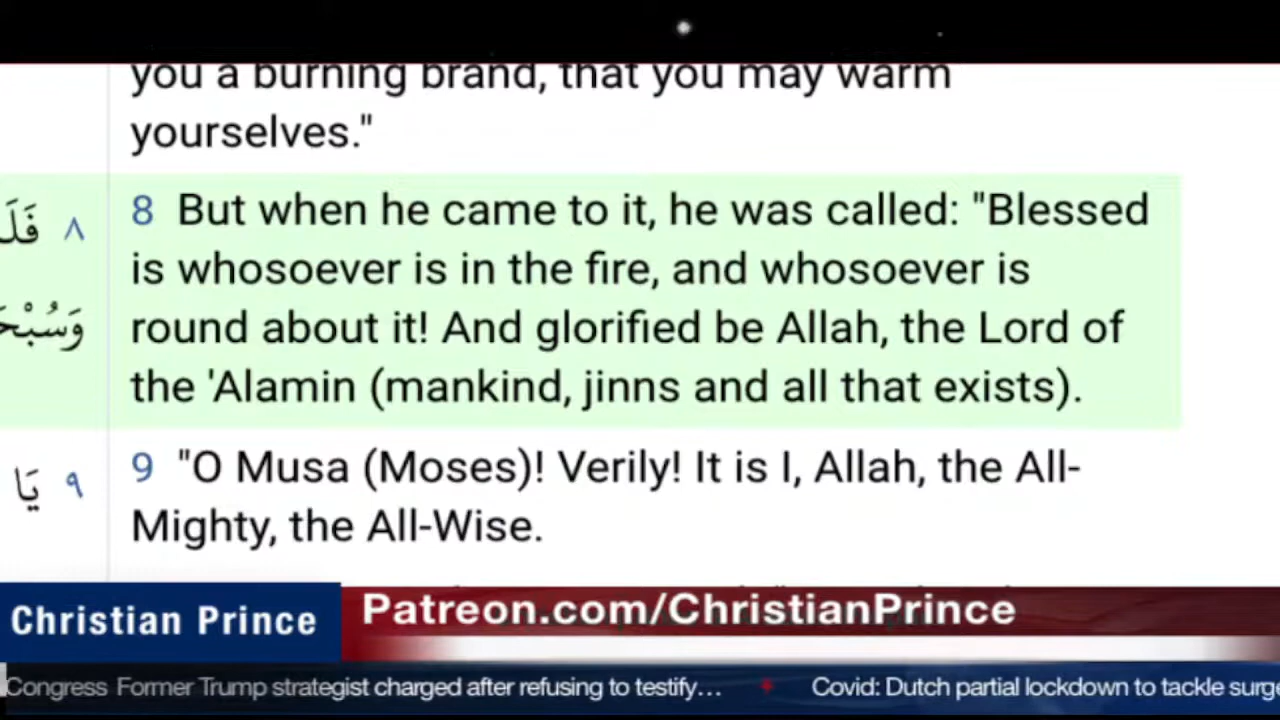 you a burning brand, that you may warm
yourselves."
٨ فَلَ
8 But when he came to it, he was called: "Blessed
is whosoever is in the fire, and whosoever is
وَسُبْحَ
round about it! And glorified be Allah, the Lord of
the 'Alamin (mankind, jinns and all that exists).
٩ يَا
9 "O Musa (Moses)! Verily! It is I, Allah, the All-
Mighty, the All-Wise.
Christian Prince
Patreon.com/ChristianPrince
Congress Former Trump strategist charged after refusing to testify... Covid: Dutch partial lockdown to tackle surge